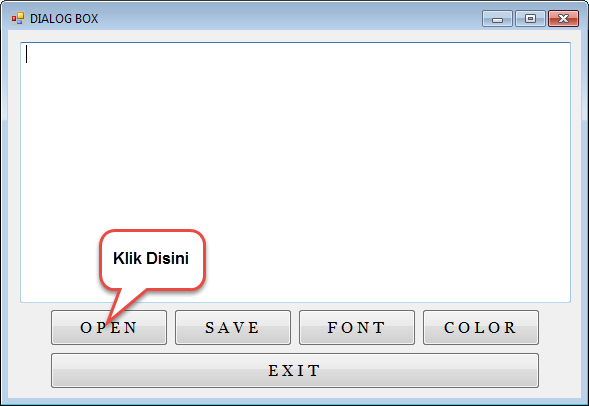 DIALOG BOX
Klik Disini
OPEN SAVE FONT COLOR
EXIT